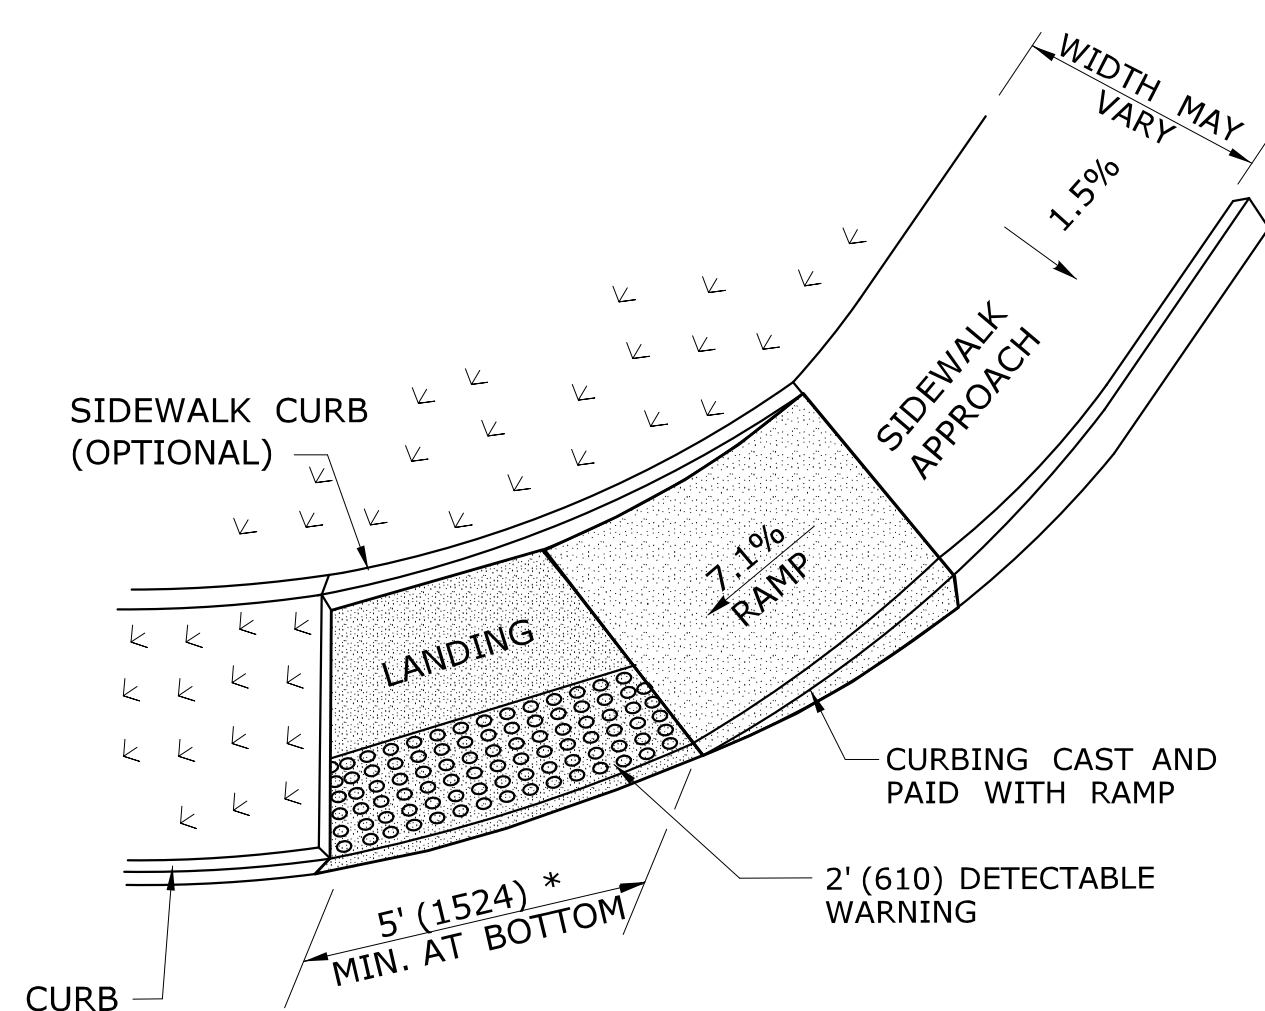 WIDTH MAY
VARY
1.5%
SIDEWALK
APPROACH
SIDEWALK CURB
(OPTIONAL)
7.1%
RAMP
LANDING
CURBING CAST AND
PAID WITH RAMP
2' (610) DETECTABLE
WARNING
5' (1524) *
MIN. AT BOTTOM
CURB